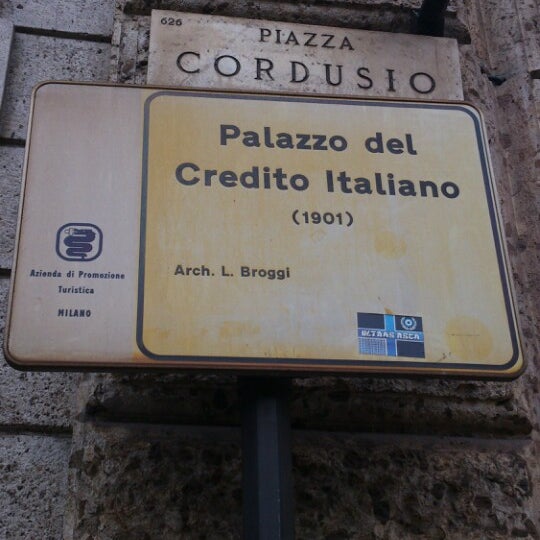 626
PIAZZA
CORDUSIO
Palazzo del
Credito Italiano
(1901)
Arch. L. Broggi
Azienda di Promozione
Turistica
MILANO